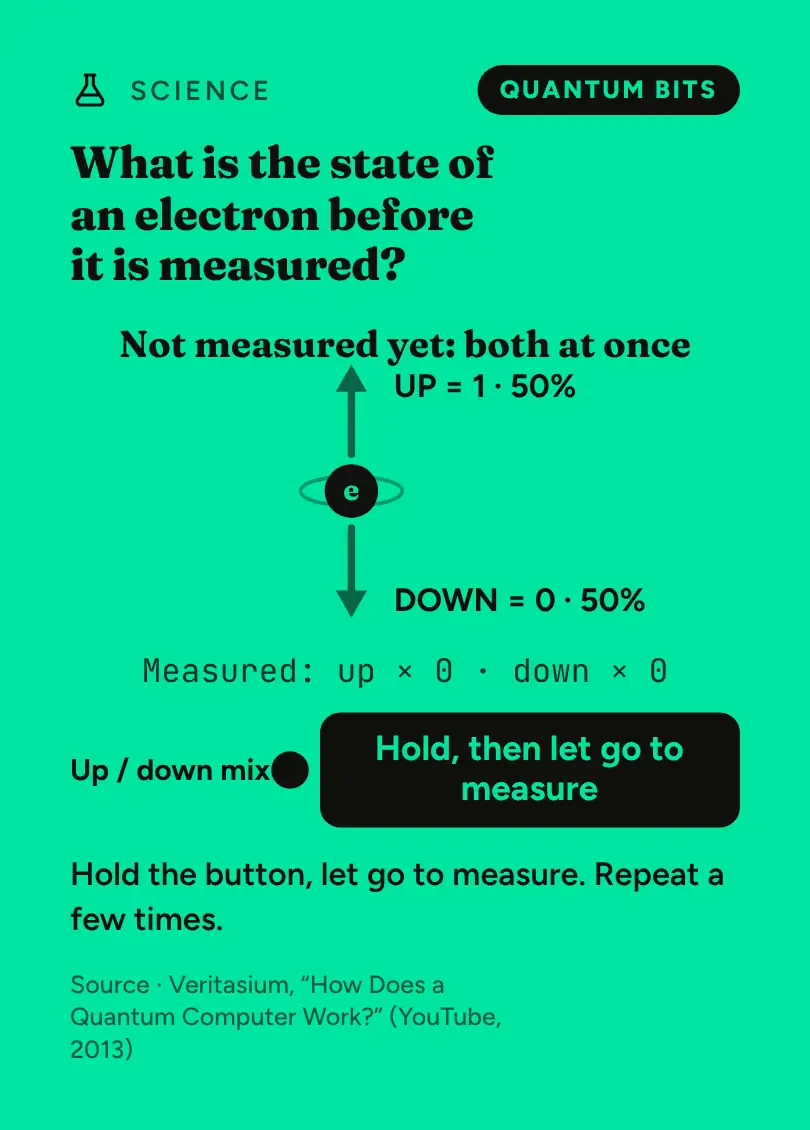 SCIENCE
QUANTUM BITS
What is the state of
an electron before
it is measured?
Not measured yet: both at once
UP = 1 · 50%
e
DOWN = 0 · 50%
Measured: up × 0 · down × 0
Up / down mix
Hold, then let go to
measure
Hold the button, let go to measure. Repeat a
few times.
Source · Veritasium, “How Does a
Quantum Computer Work?” (YouTube,
2013)